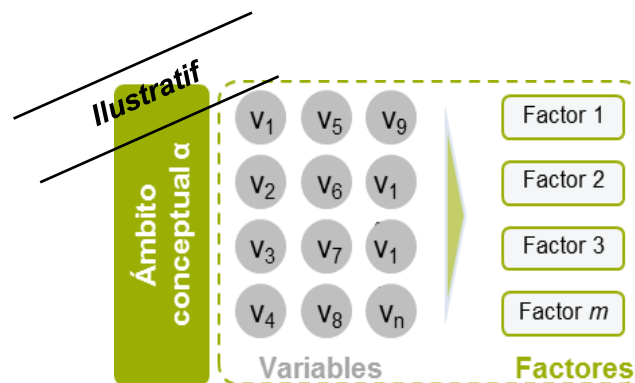 Ilustratif
Ámbito
conceptual α
v₁ v₅ v₉ Factor 1
v₂ v₆ v₁ Factor 2
v₃ v₇ v₁ Factor 3
v₄ v₈ vₙ Factor m
Variables Factores